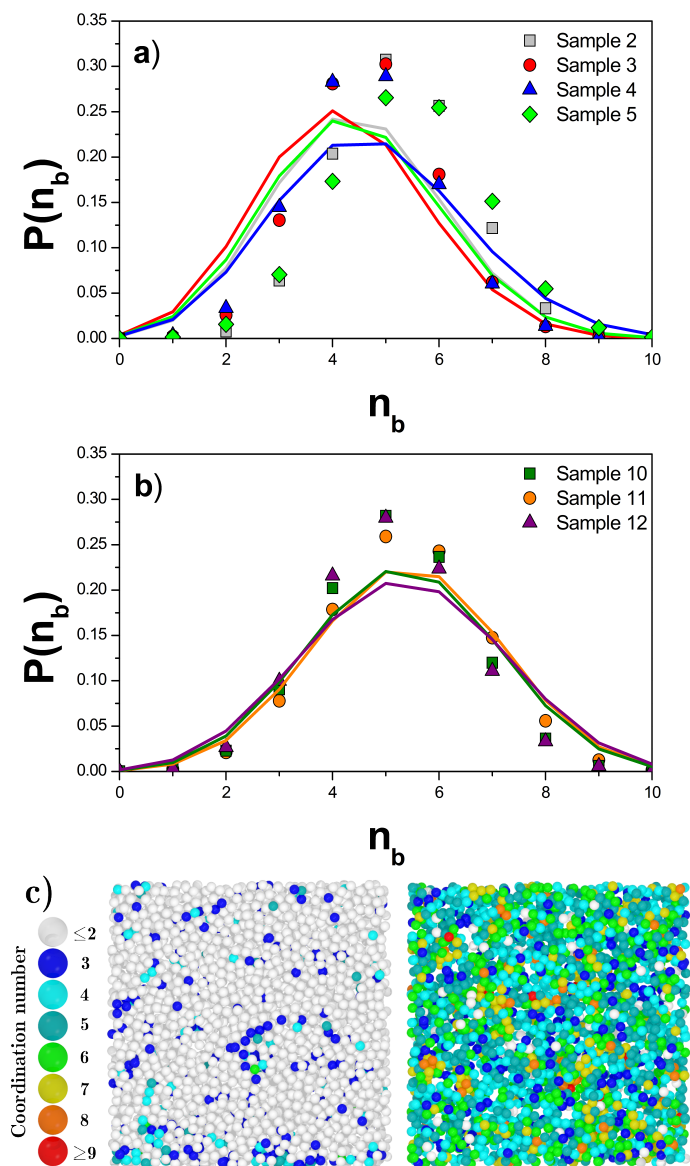 a)
Sample 2
Sample 3
Sample 4
Sample 5
P(n_b)
0.35
0.30
0.25
0.20
0.15
0.10
0.05
0.00
0 2 4 6 8 10
n_b
b)
Sample 10
Sample 11
Sample 12
P(n_b)
0.35
0.30
0.25
0.20
0.15
0.10
0.05
0.00
0 2 4 6 8 10
n_b
c)
Coordination number
≤2
3
4
5
6
7
8
≥9